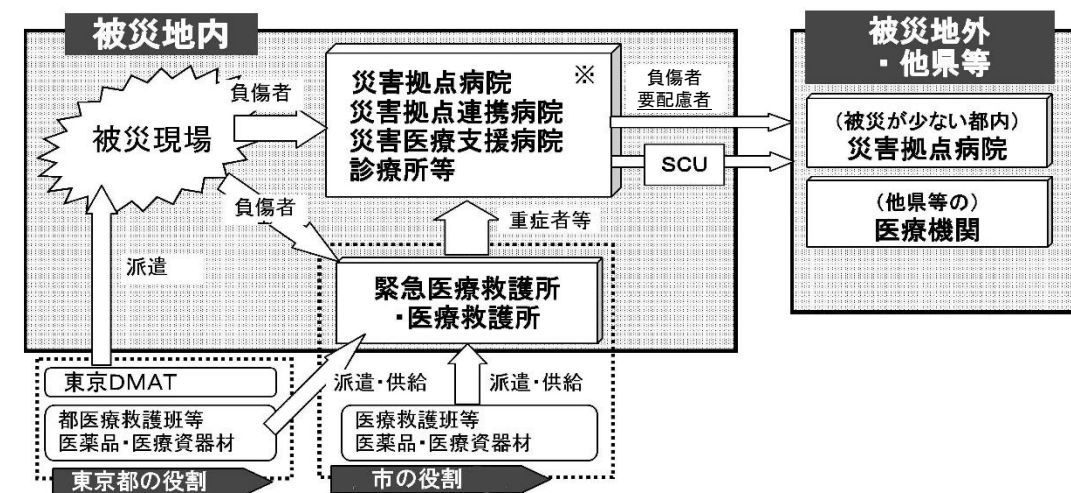 被災地内
被災地外
・他県等
被災現場
負傷者
災害拠点病院 ※
災害拠点連携病院
災害医療支援病院
診療所等
負傷者
要配慮者
SCU
(被災が少ない都内)
災害拠点病院
(他県等の)
医療機関
負傷者
重症者等
派遣
緊急医療救護所
・医療救護所
東京DMAT
都医療救護班等
医薬品・医療資器材
東京都の役割
派遣・供給
派遣・供給
医療救護班等
医薬品・医療資器材
市の役割